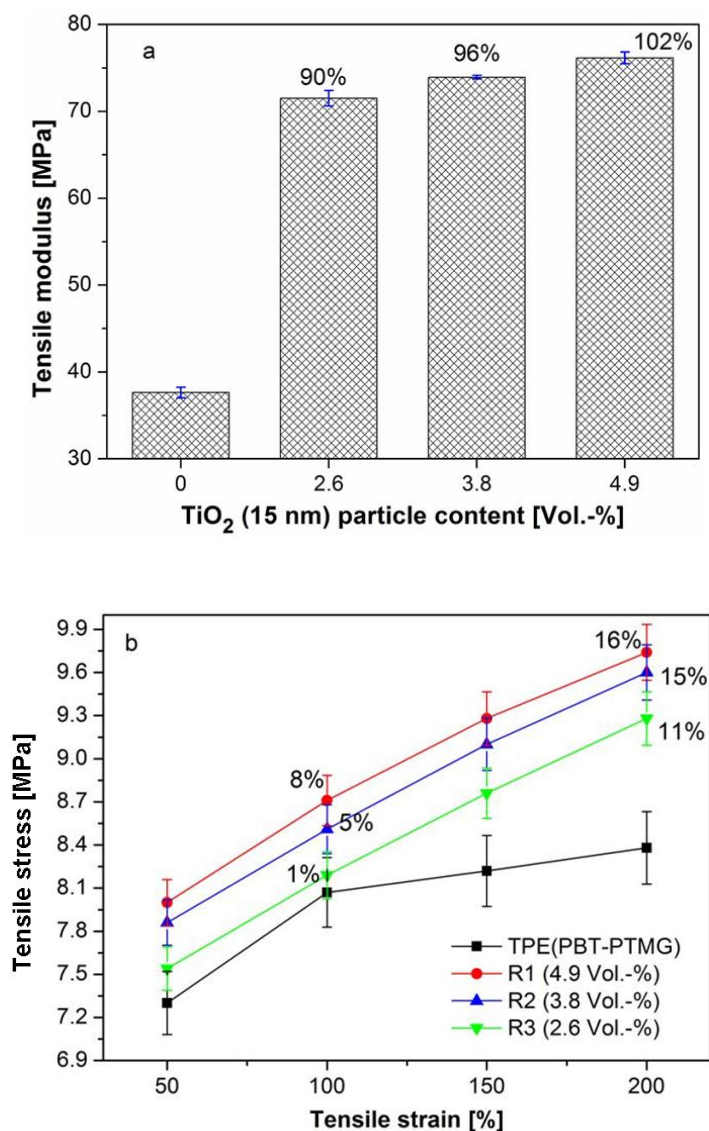 a
80
70
60
50
40
30
90%
96%
102%
Tensile modulus [MPa]
0 2.6 3.8 4.9
TiO₂ (15 nm) particle content [Vol.-%]
b
9.9
9.6
9.3
9.0
8.7
8.4
8.1
7.8
7.5
7.2
6.9
Tensile stress [MPa]
16%
15%
11%
8%
5%
1%
TPE(PBT-PTMG)
R1 (4.9 Vol.-%)
R2 (3.8 Vol.-%)
R3 (2.6 Vol.-%)
50 100 150 200
Tensile strain [%]